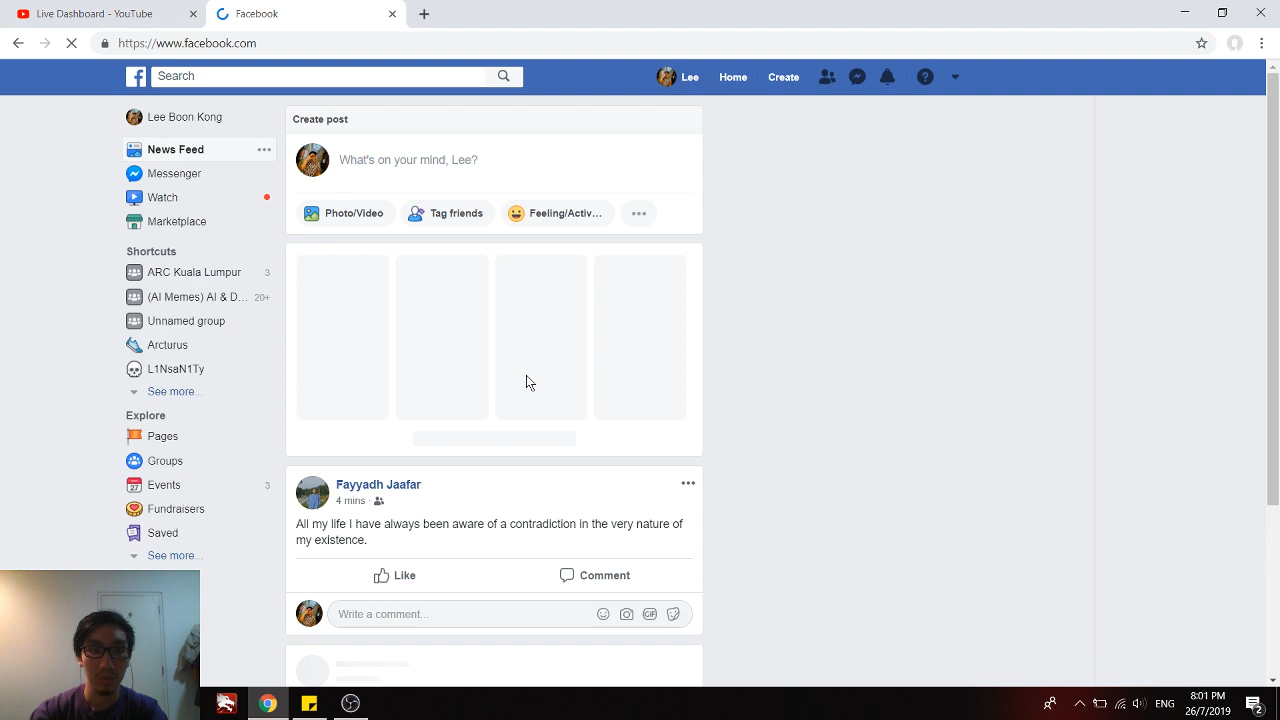 Live Dashboard - YouTube
Facebook
https://www.facebook.com
Search
Lee
Home
Create
Lee Boon Kong
News Feed
Messenger
Watch
Marketplace
Shortcuts
ARC Kuala Lumpur 3
(AI Memes) AI & D... 20+
Unnamed group
Arcturus
L1NsaN1Ty
See more...
Explore
Pages
Groups
27
Events 3
Fundraisers
Saved
See more...
Create post
What's on your mind, Lee?
Photo/Video
Tag friends
Feeling/Activ...
Fayyadh Jaafar
4 mins ·
All my life I have always been aware of a contradiction in the very nature of
my existence.
Like
Comment
Write a comment...
GIF
ENG
8:01 PM
26/7/2019
2